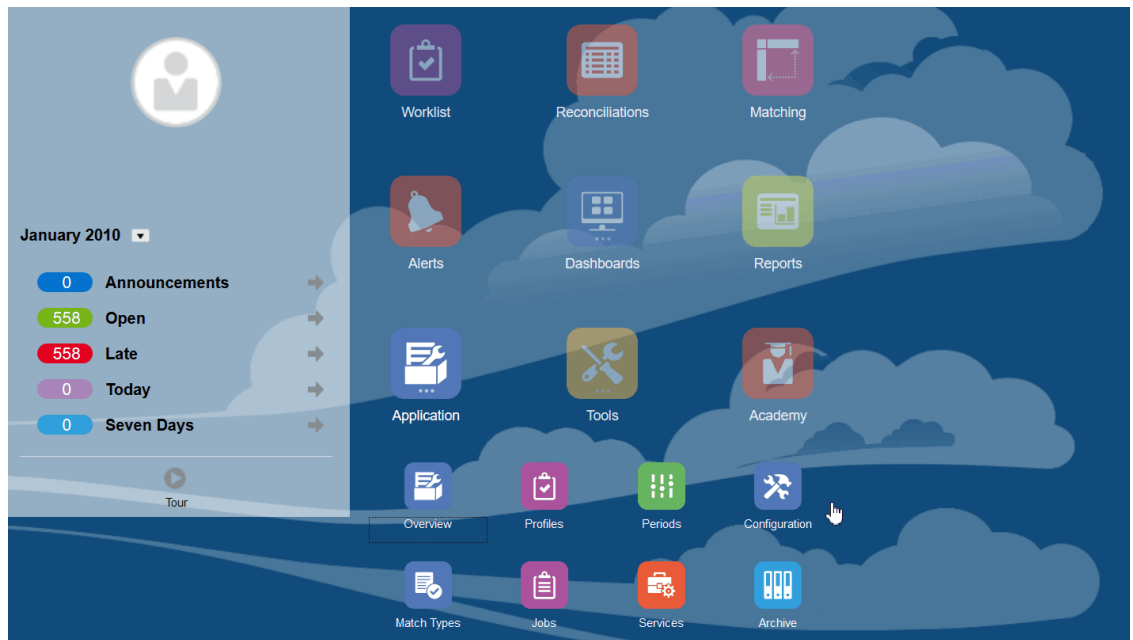 January 2010
0 Announcements
558 Open
558 Late
0 Today
0 Seven Days
Tour
Worklist Reconciliations Matching
Alerts Dashboards Reports
Application Tools Academy
Overview Profiles Periods Configuration
Match Types Jobs Services Archive